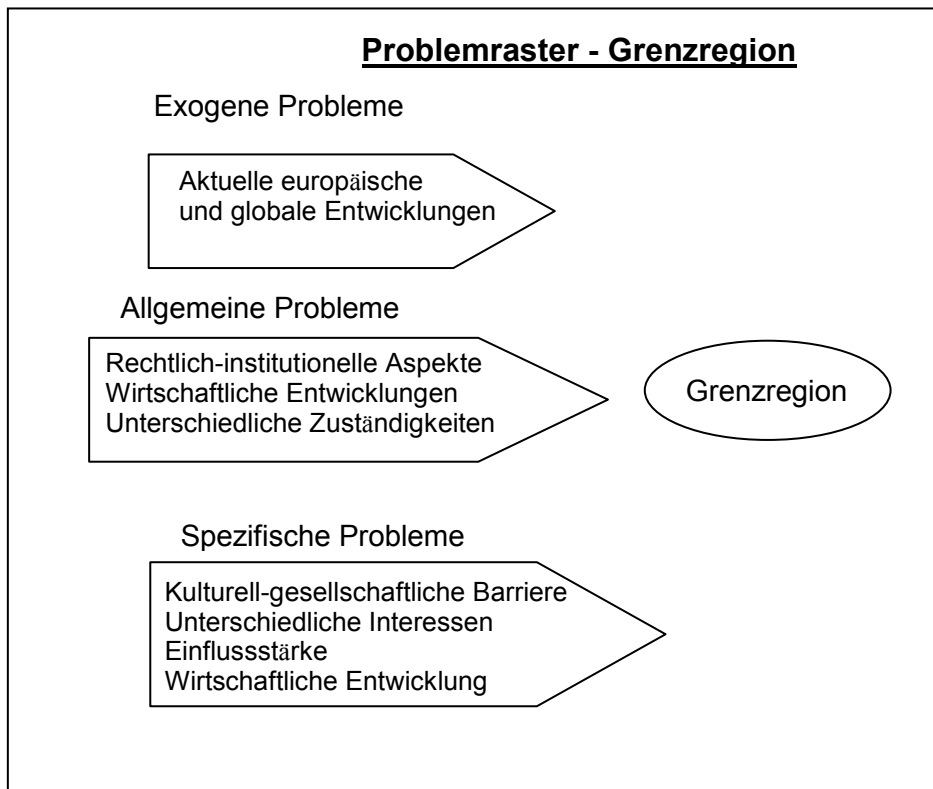 Problemraster - Grenzregion
Exogene Probleme
Aktuelle europäische
und globale Entwicklungen
Allgemeine Probleme
Rechtlich-institutionelle Aspekte
Wirtschaftliche Entwicklungen
Unterschiedliche Zuständigkeiten
Grenzregion
Spezifische Probleme
Kulturell-gesellschaftliche Barriere
Unterschiedliche Interessen
Einflussstärke
Wirtschaftliche Entwicklung